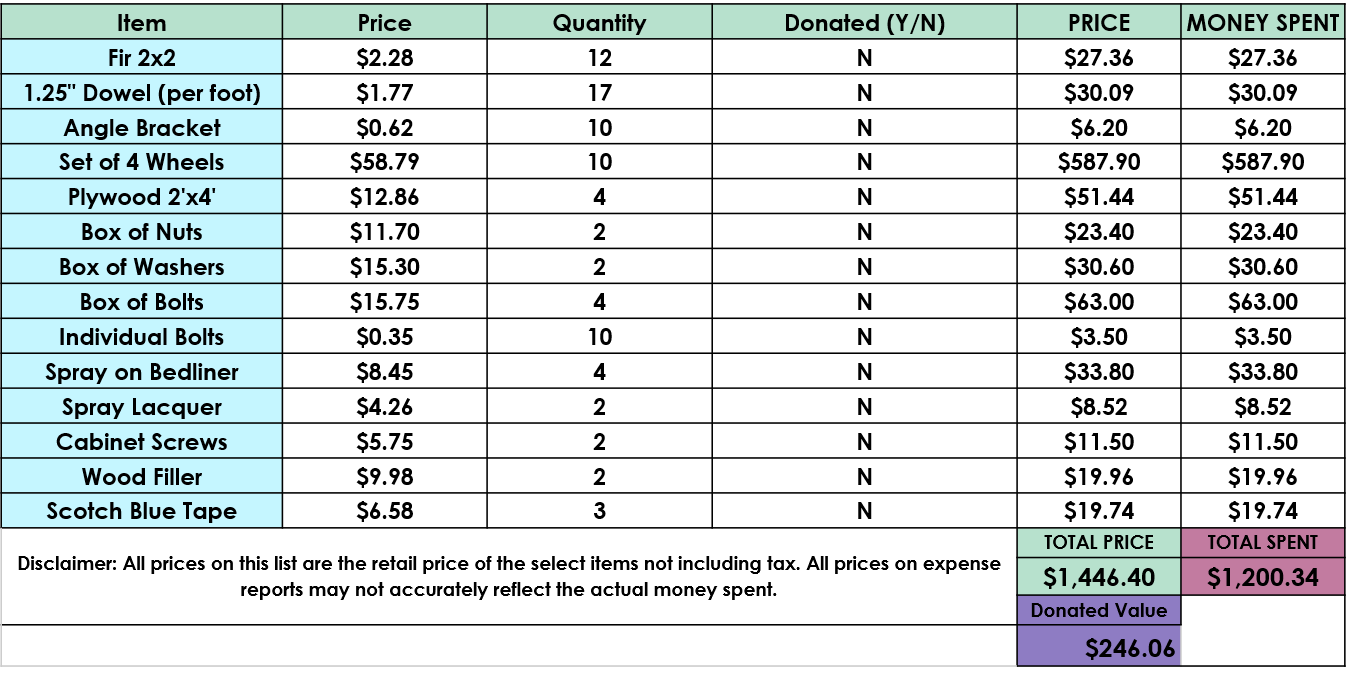 Item Price Quantity Donated (Y/N) PRICE MONEY SPENT
Fir 2x2 $2.28 12 N $27.36 $27.36
1.25" Dowel (per foot) $1.77 17 N $30.09 $30.09
Angle Bracket $0.62 10 N $6.20 $6.20
Set of 4 Wheels $58.79 10 N $587.90 $587.90
Plywood 2'x4' $12.86 4 N $51.44 $51.44
Box of Nuts $11.70 2 N $23.40 $23.40
Box of Washers $15.30 2 N $30.60 $30.60
Box of Bolts $15.75 4 N $63.00 $63.00
Individual Bolts $0.35 10 N $3.50 $3.50
Spray on Bedliner $8.45 4 N $33.80 $33.80
Spray Lacquer $4.26 2 N $8.52 $8.52
Cabinet Screws $5.75 2 N $11.50 $11.50
Wood Filler $9.98 2 N $19.96 $19.96
Scotch Blue Tape $6.58 3 N $19.74 $19.74
TOTAL PRICE TOTAL SPENT
Disclaimer: All prices on this list are the retail price of the select items not including tax. All prices on expense
reports may not accurately reflect the actual money spent.
$1,446.40 $1,200.34
Donated Value
$246.06